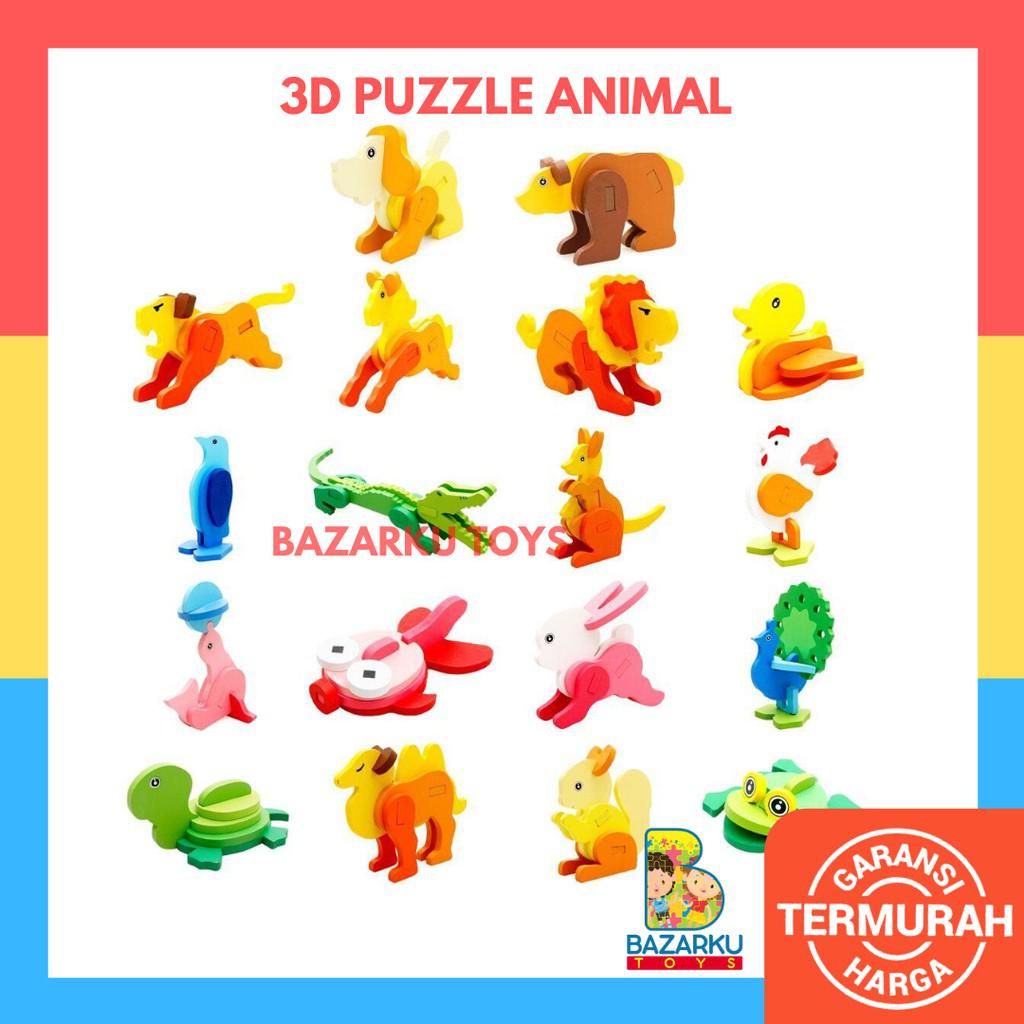 3D PUZZLE ANIMAL
BAZARKU TOYS
BAZARKU
TOYS
GARANSI
TERMURAH
HARGA